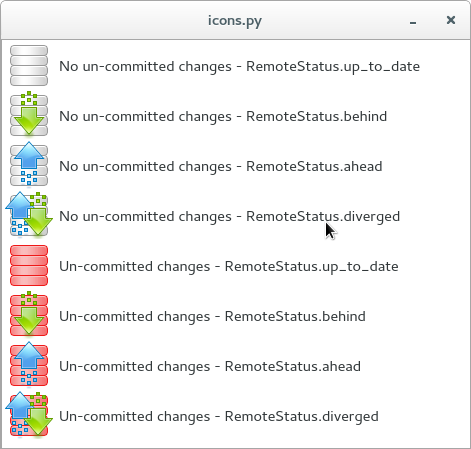 icons.py
No un-committed changes - RemoteStatus.up_to_date
No un-committed changes - RemoteStatus.behind
No un-committed changes - RemoteStatus.ahead
No un-committed changes - RemoteStatus.diverged
Un-committed changes - RemoteStatus.up_to_date
Un-committed changes - RemoteStatus.behind
Un-committed changes - RemoteStatus.ahead
Un-committed changes - RemoteStatus.diverged